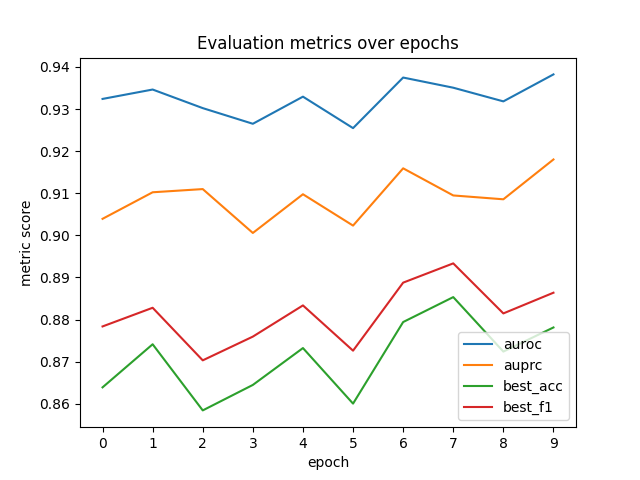 Evaluation metrics over epochs
metric score
0.94
0.93
0.92
0.91
0.90
0.89
0.88
0.87
0.86
auroc
auprc
best_acc
best_f1
0 1 2 3 4 5 6 7 8 9
epoch